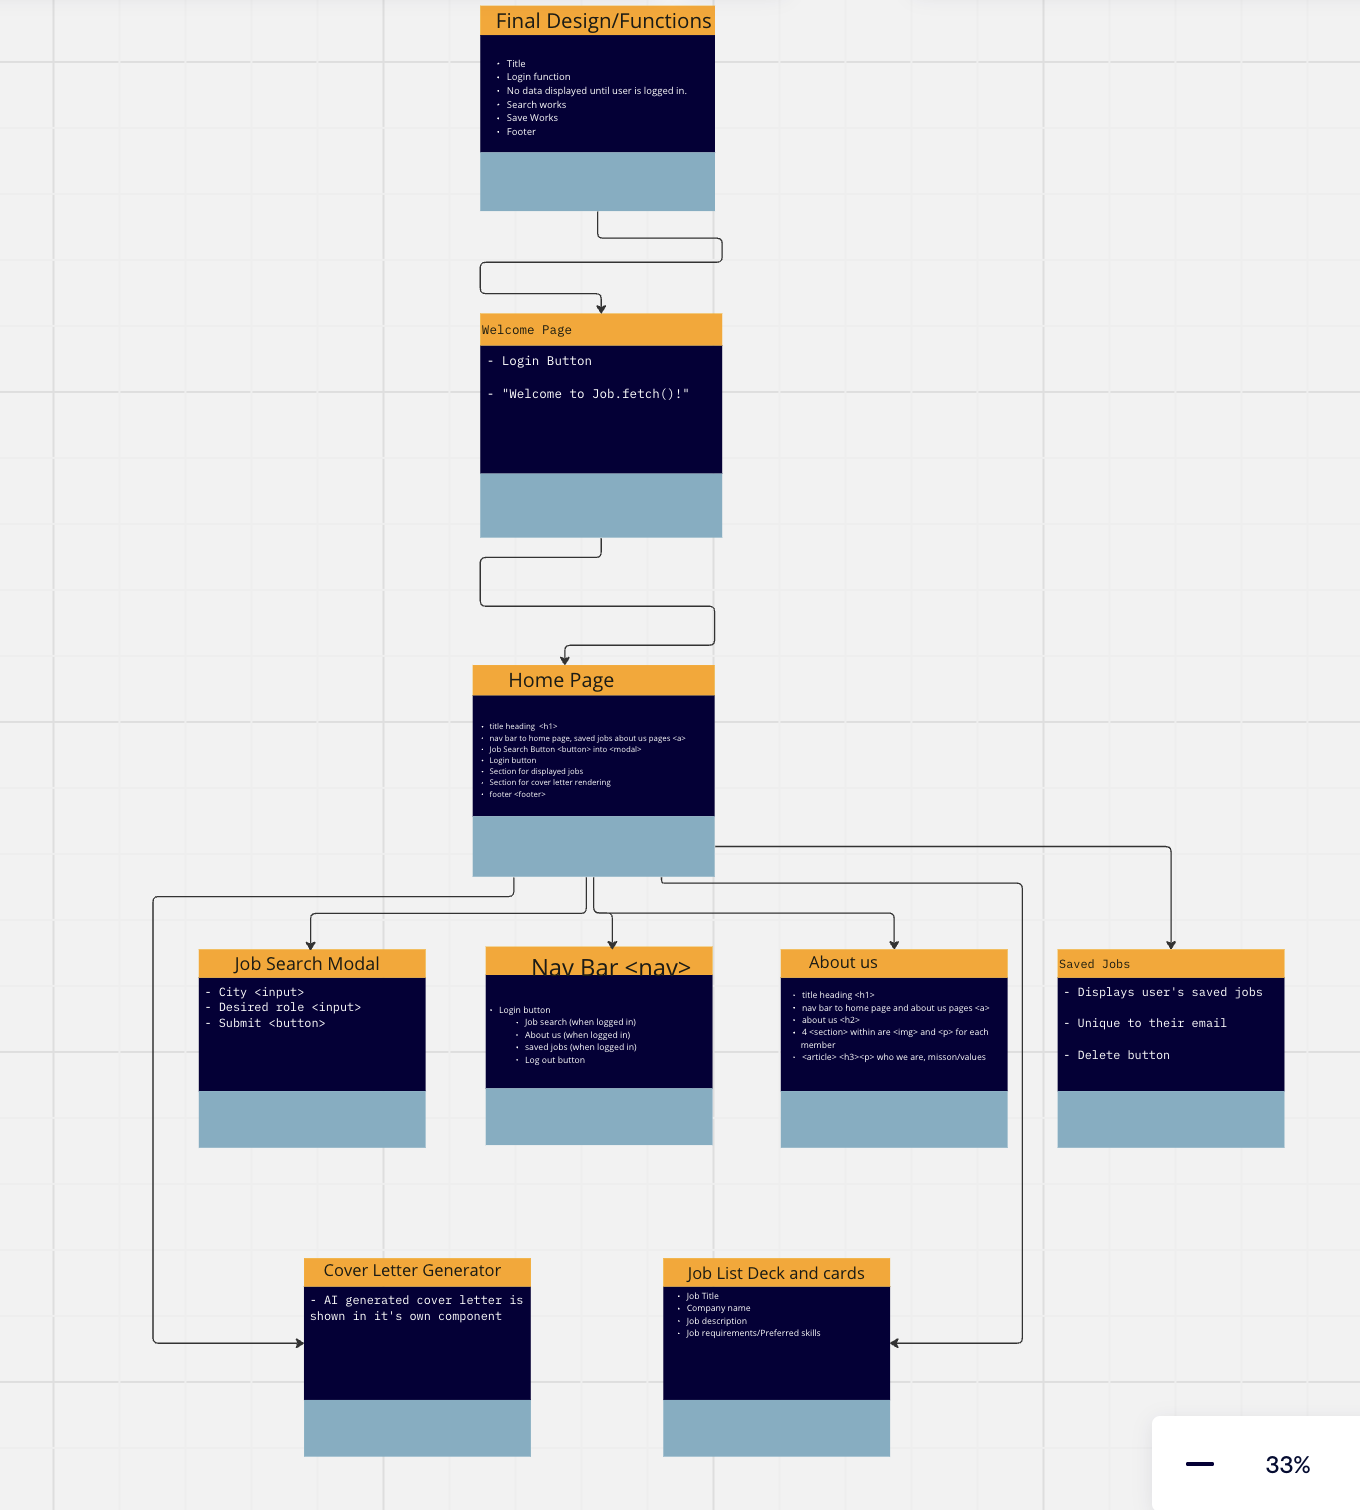 Final Design/Functions
• Title
• Login function
• No data displayed until user is logged in.
• Search works
• Save Works
• Footer
Welcome Page
- Login Button
- "Welcome to Job.fetch()!"
Home Page
• title heading <h1>
• nav bar to home page, saved jobs about us pages <a>
• Job Search Button <button> into <modal>
• Login button
• Section for displayed jobs
• Section for cover letter rendering
• footer <footer>
Job Search Modal
- City <input>
- Desired role <input>
- Submit <button>
Nav Bar <nav>
• Login button
• Job search (when logged in)
• About us (when logged in)
• saved jobs (when logged in)
• Log out button
About us
• title heading <h1>
• nav bar to home page and about us pages <a>
• about us <h2>
• 4 <section> within are <img> and <p> for each
member
• <article> <h3><p> who we are, misson/values
Saved Jobs
- Displays user's saved jobs
- Unique to their email
- Delete button
Cover Letter Generator
- AI generated cover letter is
shown in it's own component
Job List Deck and cards
• Job Title
• Company name
• Job description
• Job requirements/Preferred skills
33%